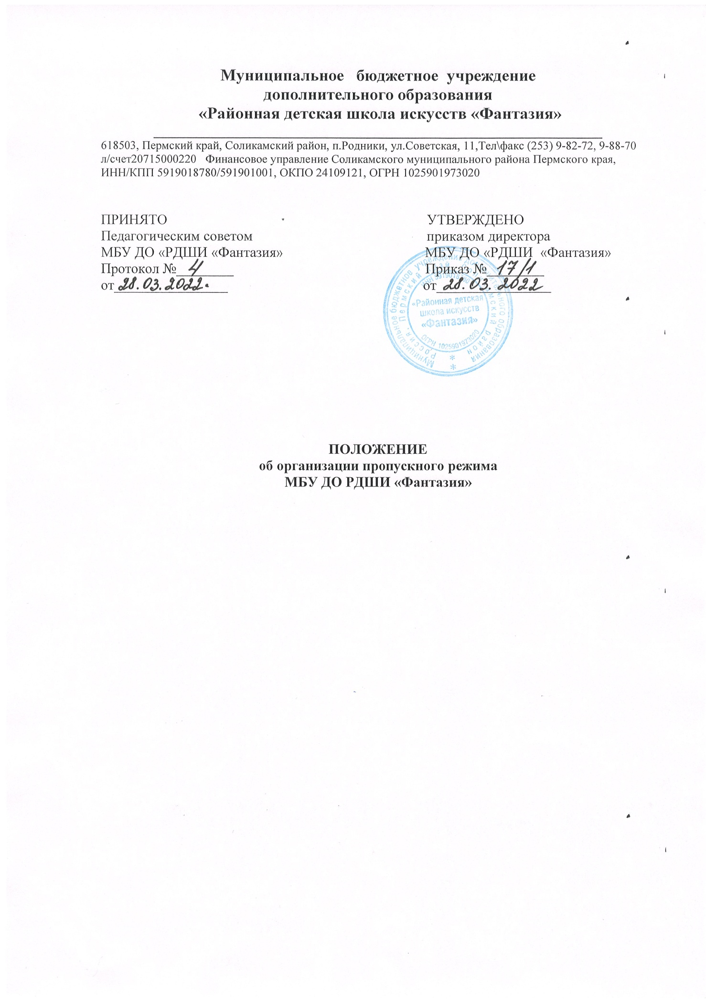 Муниципальное бюджетное учреждение
дополнительного образования
«Районная детская школа искусств «Фантазия»
618503, Пермский край, Соликамский район, п.Родники, ул.Советская, 11,Тел\факс (253) 9-82-72, 9-88-70
л/счет20715000220 Финансовое управление Соликамского муниципального района Пермского края,
ИНН/КПП 5919018780/591901001, ОКПО 24109121, ОГРН 1025901973020
ПРИНЯТО
Педагогическим советом
МБУ ДО «РДШИ «Фантазия»
Протокол № 4
от 28.03.2022.
УТВЕРЖДЕНО
приказом директора
МБУ ДО «РДШИ «Фантазия»
Приказ № 17/1
от 28.03.2022
Муниципальное бюджетное учреждение дополнительного образования
Россия, Пермский край, Соликамский район
ИНН 5919018780
«Районная детская
школа искусств
«Фантазия»
ОГРН 1025901973020
ПОЛОЖЕНИЕ
об организации пропускного режима
МБУ ДО РДШИ «Фантазия»